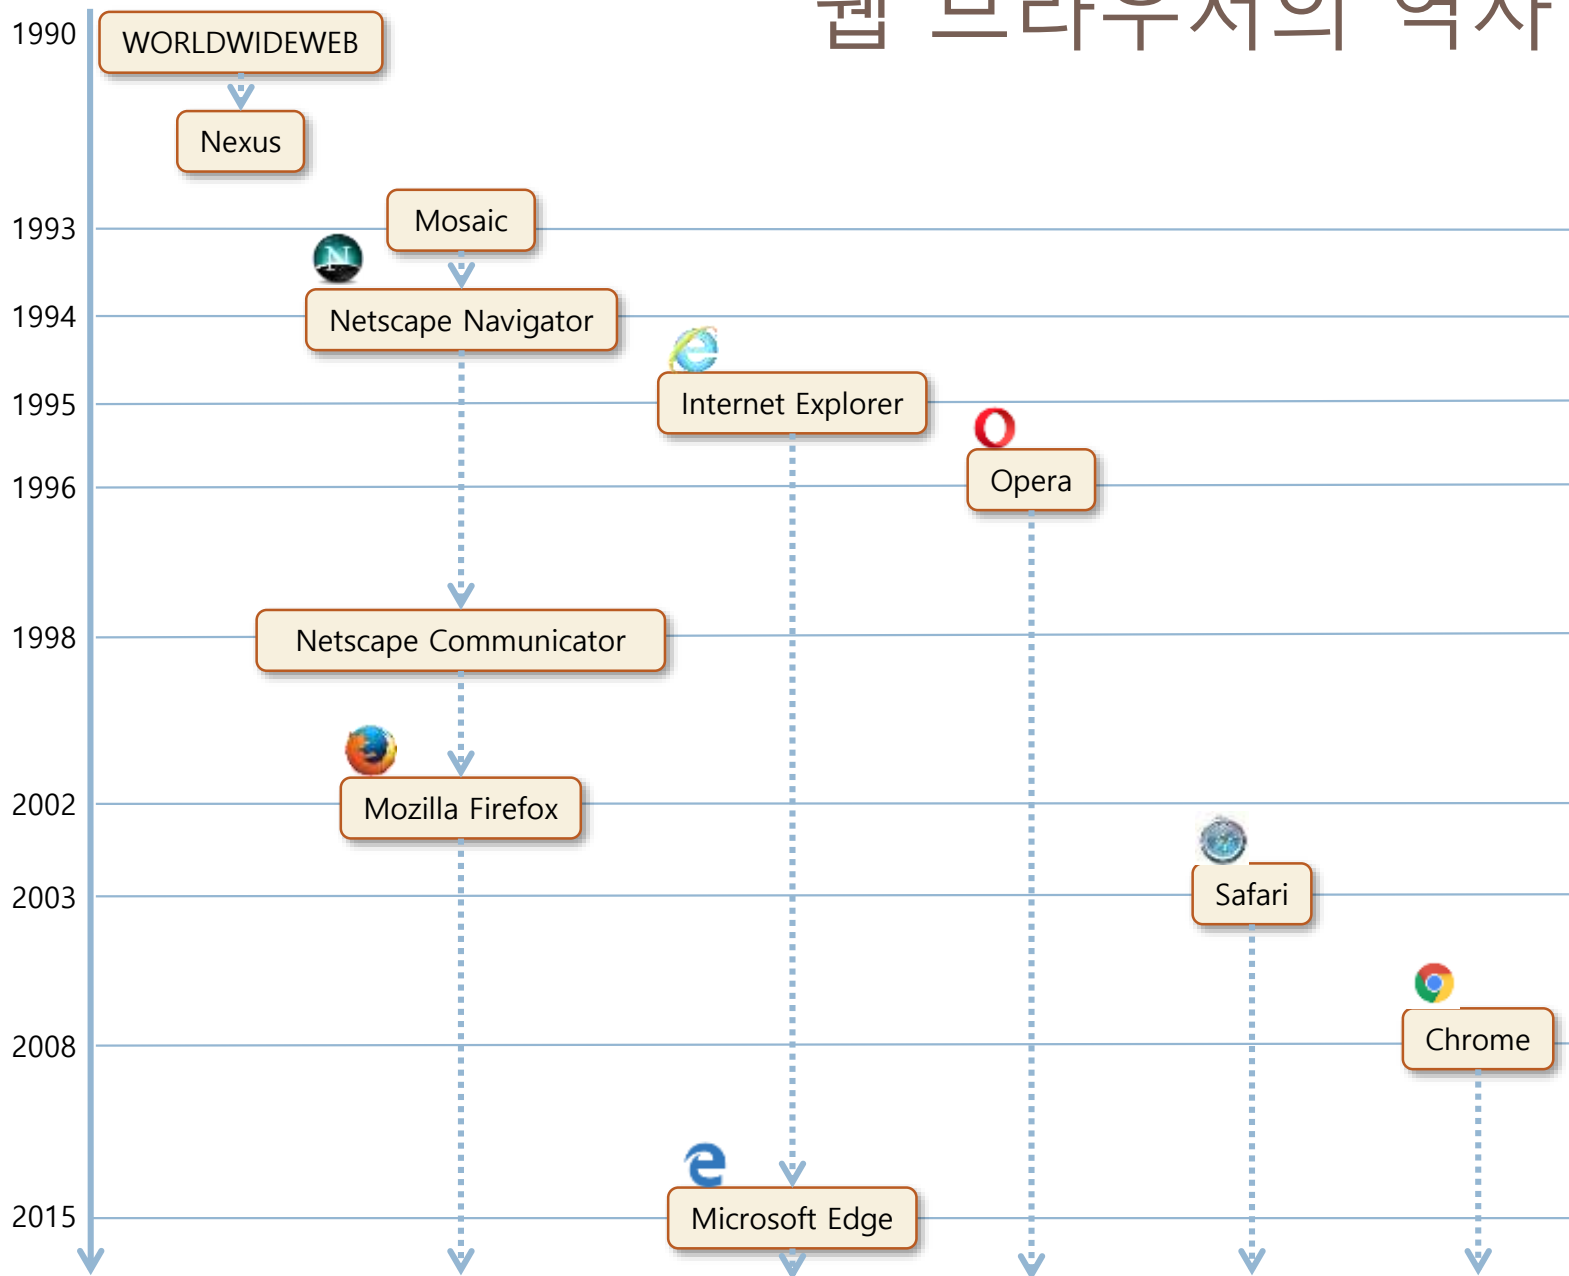 웹 브라우저의 역사
1990
WORLDWIDEWEB
Nexus
1993
Mosaic
N
1994
Netscape Navigator
1995
Internet Explorer
1996
Opera
1998
Netscape Communicator
2002
Mozilla Firefox
2003
Safari
2008
Chrome
2015
Microsoft Edge